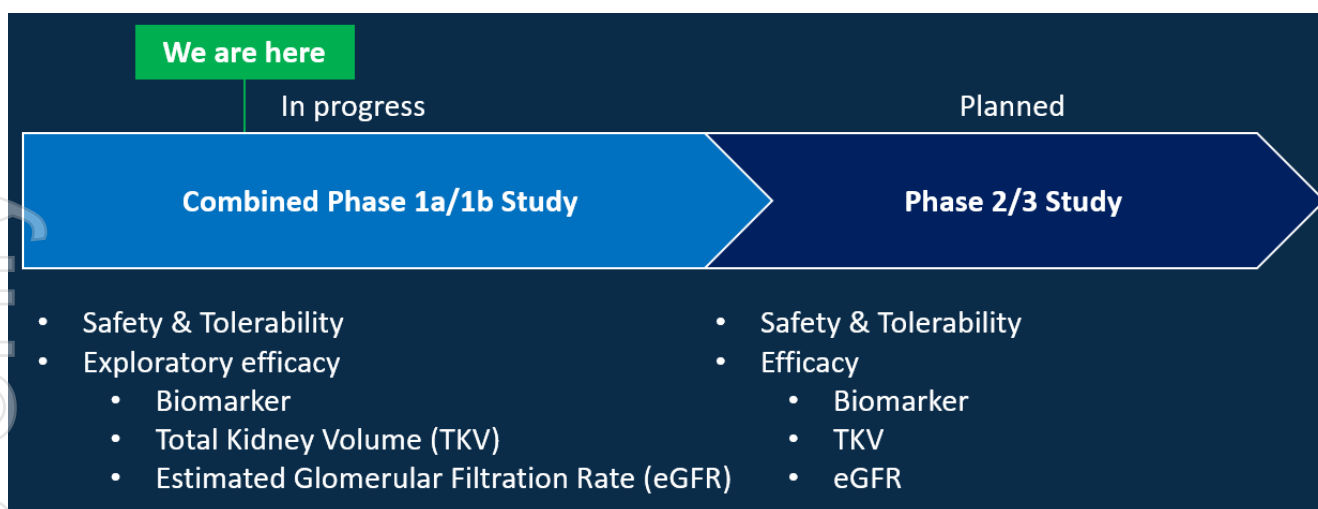 We are here
In progress
Planned
Combined Phase 1a/1b Study
Phase 2/3 Study
• Safety & Tolerability
• Exploratory efficacy
• Biomarker
• Total Kidney Volume (TKV)
• Estimated Glomerular Filtration Rate (eGFR)
• Safety & Tolerability
• Efficacy
• Biomarker
• TKV
• eGFR